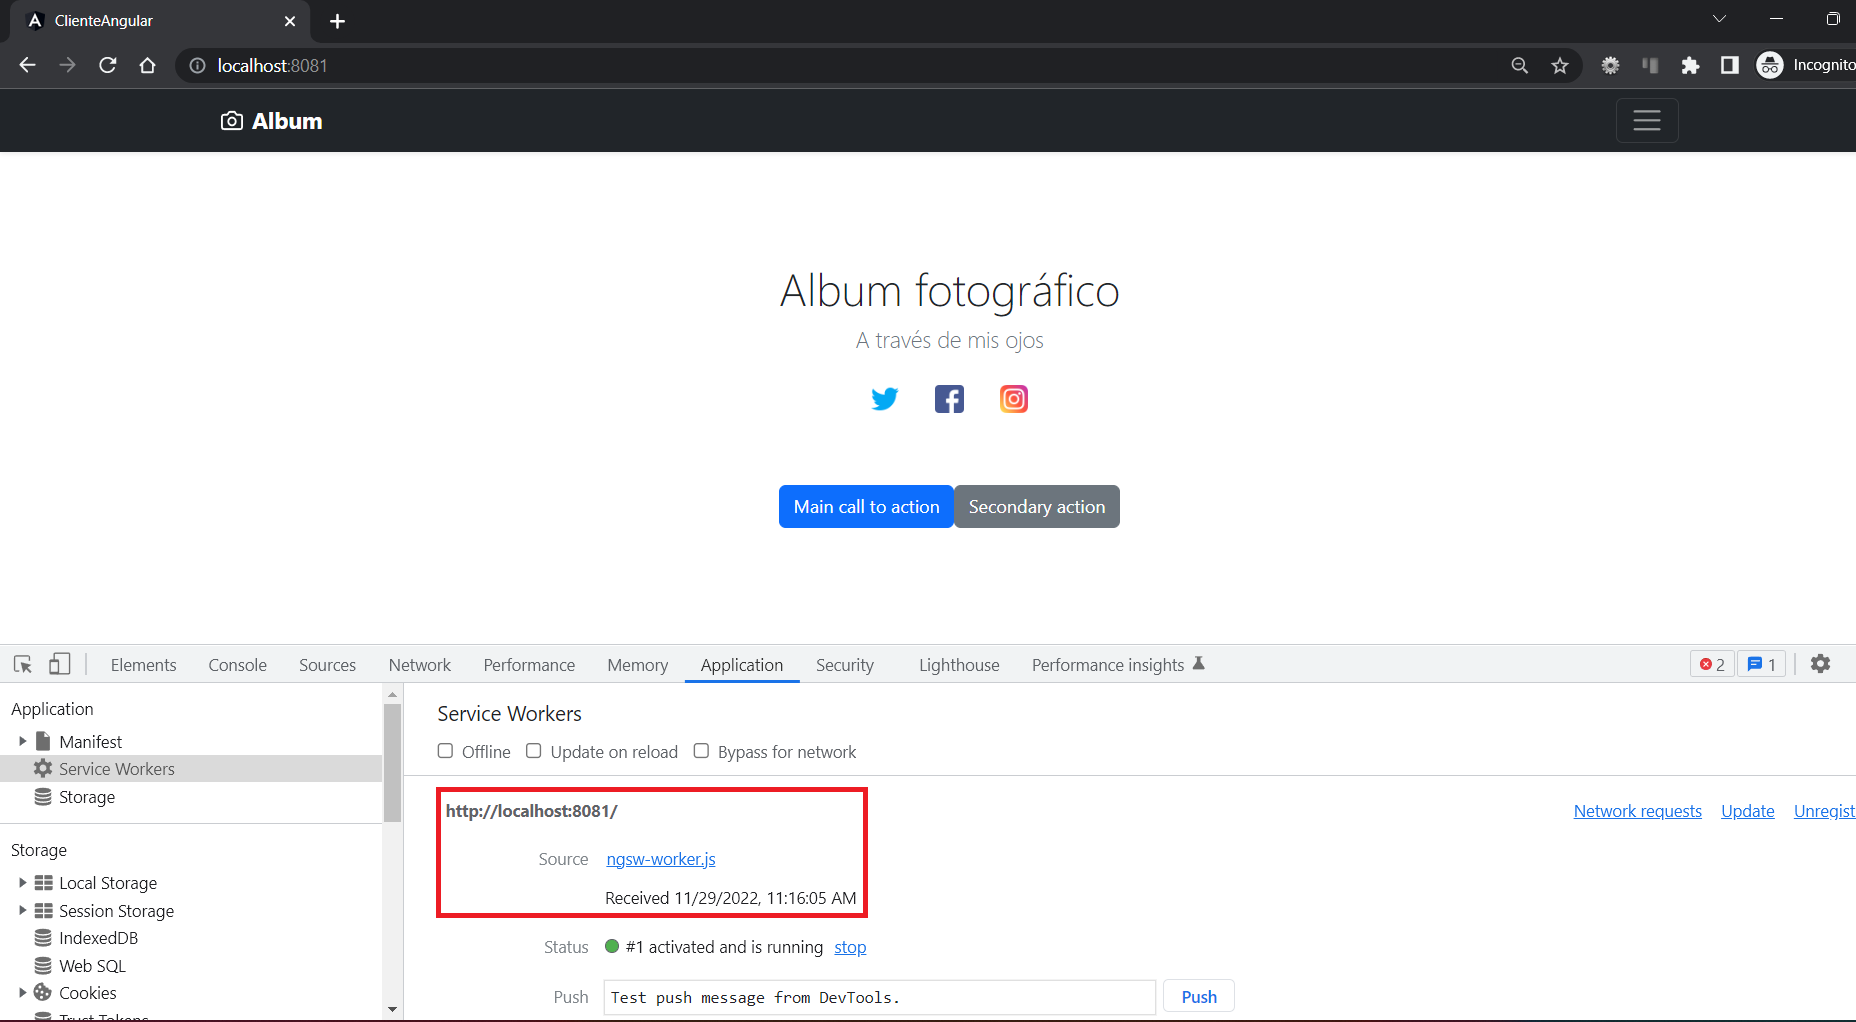 ClienteAngular
localhost:8081
Incognito
Album
Album fotográfico
A través de mis ojos
Main call to action Secondary action
Elements Console Sources Network Performance Memory Application Security Lighthouse Performance insights 2 1
Application
Manifest
Service Workers
Storage
Storage
Local Storage
Session Storage
IndexedDB
Web SQL
Cookies
Trust Tokens
Service Workers
Offline Update on reload Bypass for network
http://localhost:8081/ Network requests Update Unregist
Source ngsw-worker.js
Received 11/29/2022, 11:16:05 AM
Status #1 activated and is running stop
Push Test push message from DevTools. Push